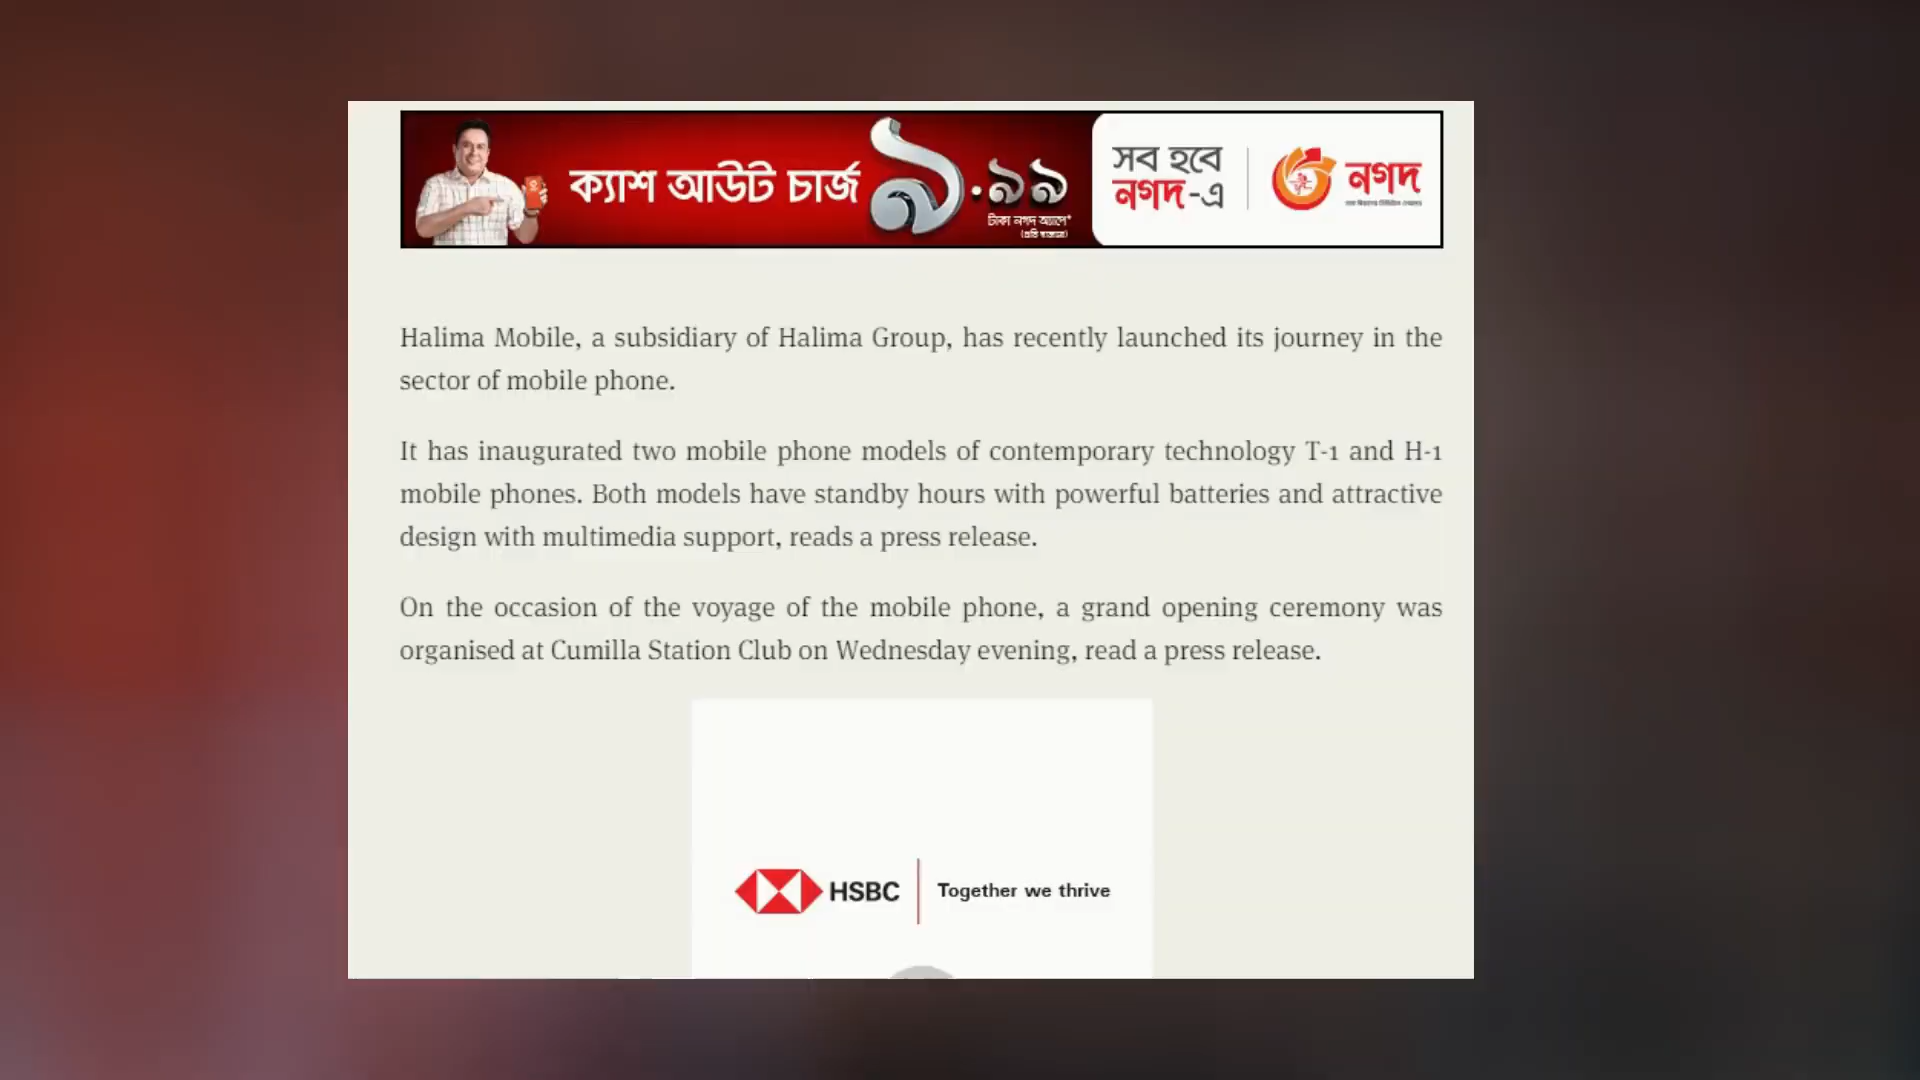 ক্যাশ আউট চার্জ ৯.৯৯
টাকা নগদ অ্যাপে*
সব হবে
নগদ-এ
নগদ
Halima Mobile, a subsidiary of Halima Group, has recently launched its journey in the
sector of mobile phone.
It has inaugurated two mobile phone models of contemporary technology T-1 and H-1
mobile phones. Both models have standby hours with powerful batteries and attractive
design with multimedia support, reads a press release.
On the occasion of the voyage of the mobile phone, a grand opening ceremony was
organised at Cumilla Station Club on Wednesday evening, read a press release.
HSBC
Together we thrive